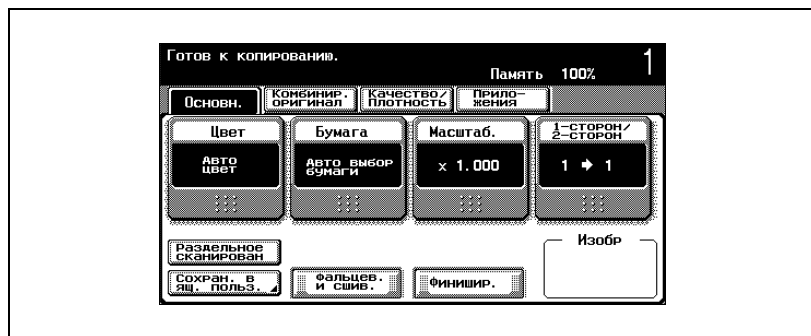 Готов к копированию.
1
Память 100%
Основн.
Комбинир.
оригинал
Качество/
Плотность
Прило-
жения
Цвет
Бумага
Масштаб.
1-сторон/
2-сторон
Авто
цвет
Авто выбор
бумаги
x 1.000
1 → 1
Раздельное
сканирован
Изобр
Сохран. в
ящ. польз.
Фальцев.
и сшив.
Финишир.